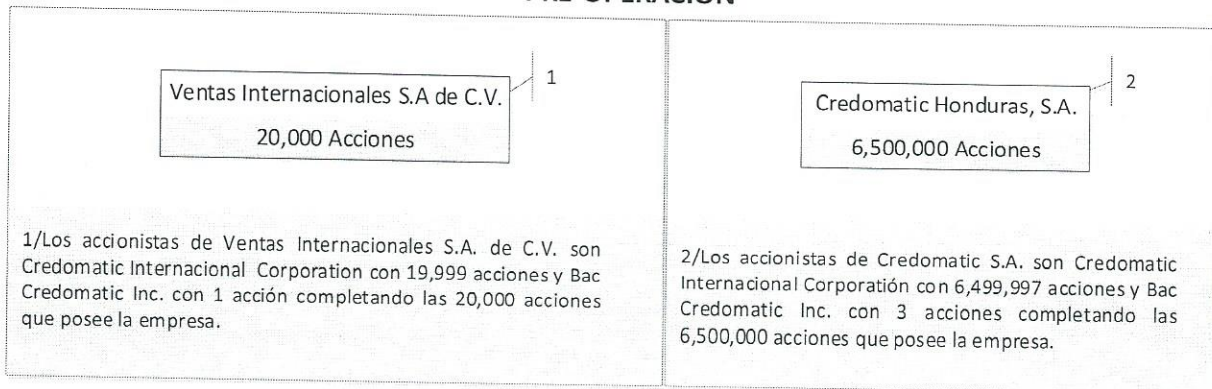 Ventas Internacionales S.A de C.V.
20,000 Acciones
1
1/Los accionistas de Ventas Internacionales S.A. de C.V. son
Credomatic Internacional Corporation con 19,999 acciones y Bac
Credomatic Inc. con 1 acción completando las 20,000 acciones
que posee la empresa.
Credomatic Honduras, S.A.
6,500,000 Acciones
2
2/Los accionistas de Credomatic S.A. son Credomatic
Internacional Corporatión con 6,499,997 acciones y Bac
Credomatic Inc. con 3 acciones completando las
6,500,000 acciones que posee la empresa.